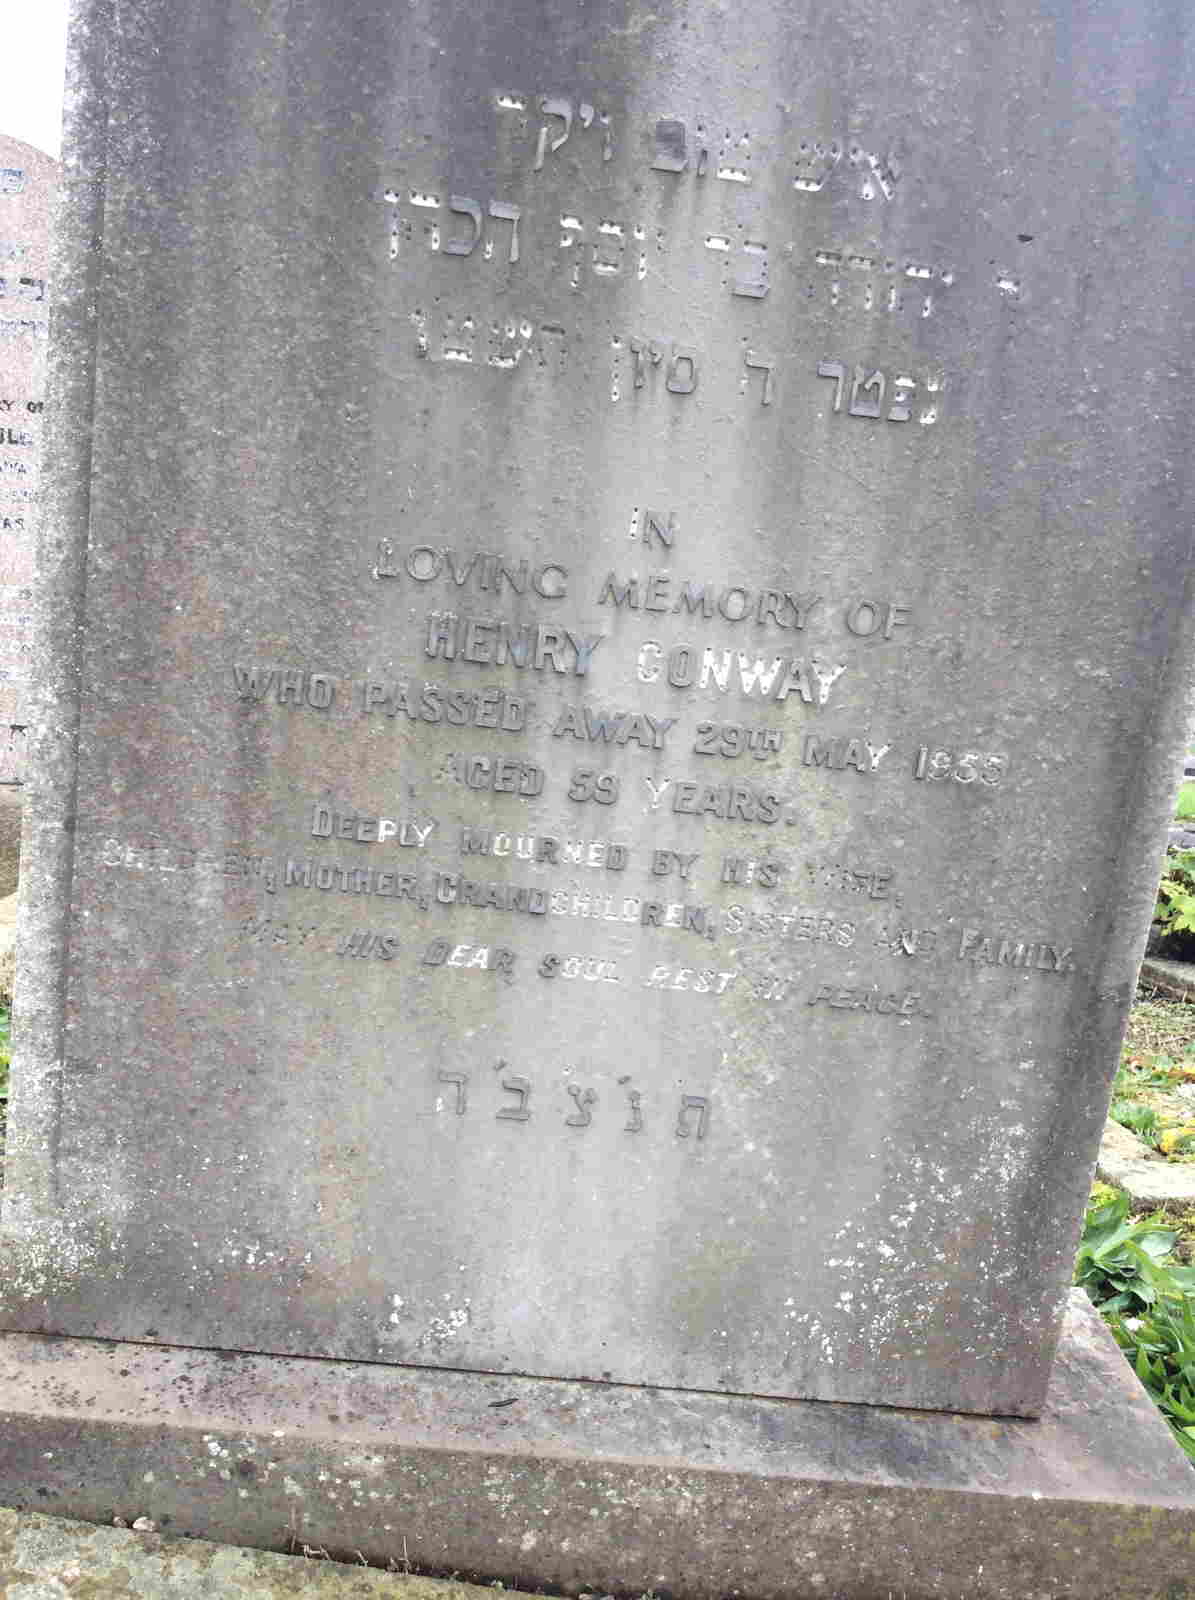 איש טוב ויקר
ר' יהודה בר' יוסף הכהן
נפטר ח' סיון תשטו
IN
LOVING MEMORY OF
HENRY CONWAY
WHO PASSED AWAY 29TH MAY 1955
AGED 59 YEARS.
DEEPLY MOURNED BY HIS WIFE,
CHILDREN, MOTHER, GRANDCHILDREN, SISTERS AND FAMILY.
MAY HIS DEAR SOUL REST IN PEACE.
ת נ' צ' ב' ה